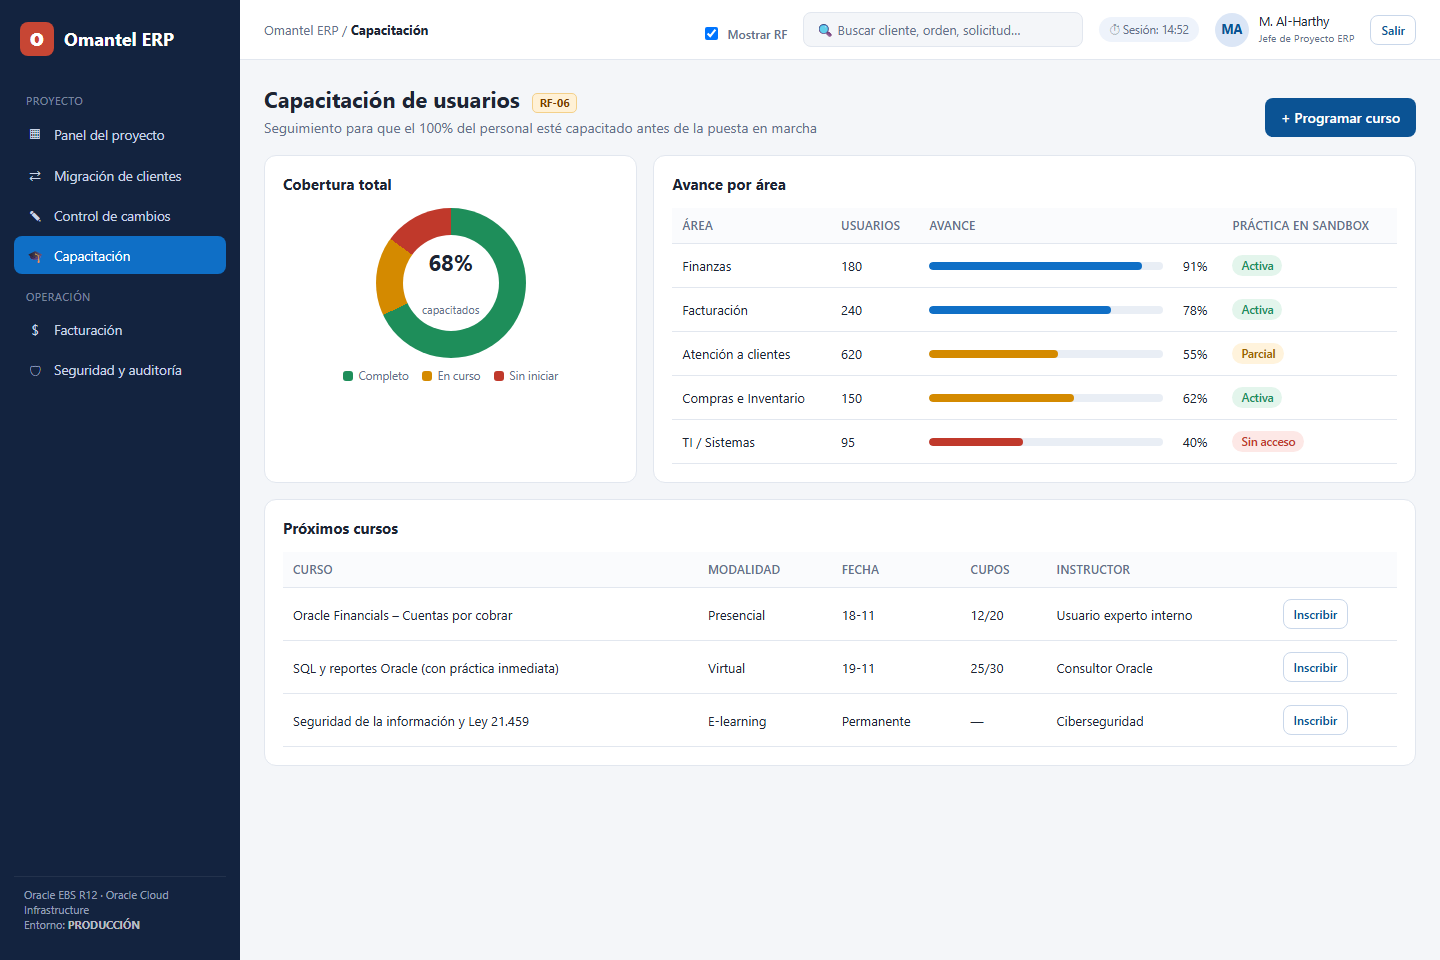 O Omantel ERP
PROYECTO
Panel del proyecto
Migración de clientes
Control de cambios
Capacitación
OPERACIÓN
$ Facturación
Seguridad y auditoría
Oracle EBS R12 · Oracle Cloud
Infrastructure
Entorno: PRODUCCIÓN
Omantel ERP / Capacitación
Mostrar RF
Buscar cliente, orden, solicitud...
Sesión: 14:52
MA
M. Al-Harthy
Jefe de Proyecto ERP
Salir
Capacitación de usuarios RF-06
Seguimiento para que el 100% del personal esté capacitado antes de la puesta en marcha
+ Programar curso
Cobertura total
68%
capacitados
Completo En curso Sin iniciar
Avance por área
ÁREA USUARIOS AVANCE PRÁCTICA EN SANDBOX
Finanzas 180 91% Activa
Facturación 240 78% Activa
Atención a clientes 620 55% Parcial
Compras e Inventario 150 62% Activa
TI / Sistemas 95 40% Sin acceso
Próximos cursos
CURSO MODALIDAD FECHA CUPOS INSTRUCTOR
Oracle Financials – Cuentas por cobrar Presencial 18-11 12/20 Usuario experto interno Inscribir
SQL y reportes Oracle (con práctica inmediata) Virtual 19-11 25/30 Consultor Oracle Inscribir
Seguridad de la información y Ley 21.459 E-learning Permanente — Ciberseguridad Inscribir